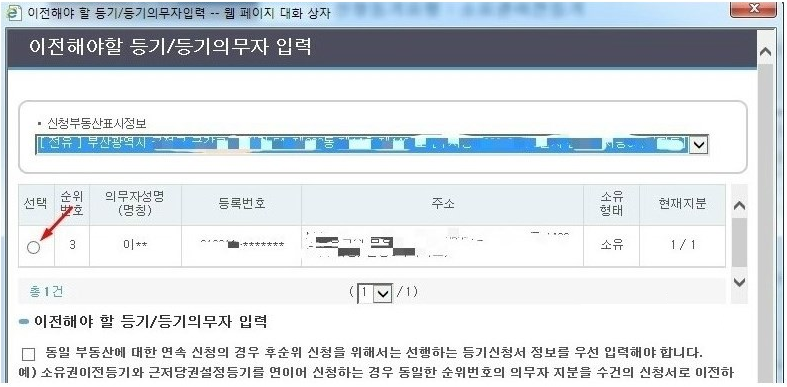 이전해야 할 등기/등기의무자입력 -- 웹 페이지 대화 상자
이전해야할 등기/등기의무자 입력
• 신청부동산표시정보
[ 전유 ] 부산광역시
선택 순위번호 의무자성명(명칭) 등록번호 주소 소유형태 현재지분
3 이** -******* 소유 1 / 1
총 1 건 ( 1 / 1)
이전해야 할 등기/등기의무자 입력
동일 부동산에 대한 연속 신청의 경우 후순위 신청을 위해서는 선행하는 등기신청서 정보를 우선 입력해야 합니다.
예) 소유권이전등기와 근저당권설정등기를 연이어 신청하는 경우 동일한 순위번호의 의무자 지분을 수건의 신청서로 이전하